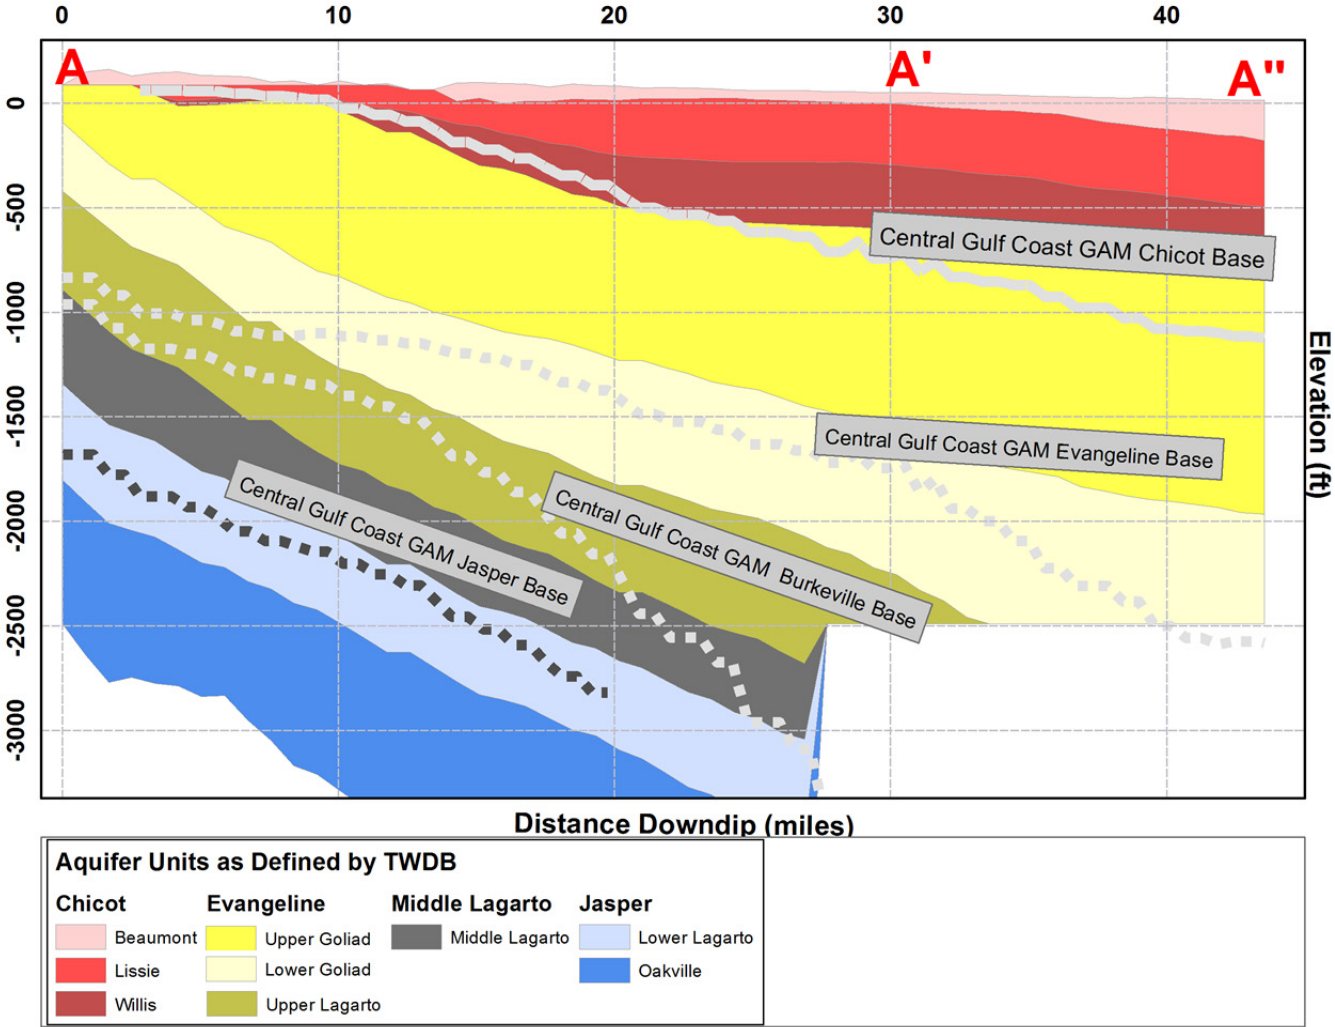 0 10 20 30 40
A A' A"
0
-500
-1000
-1500
-2000
-2500
-3000
Elevation (ft)
Central Gulf Coast GAM Chicot Base
Central Gulf Coast GAM Evangeline Base
Central Gulf Coast GAM Burkeville Base
Central Gulf Coast GAM Jasper Base
Distance Downdip (miles)
Aquifer Units as Defined by TWDB
Chicot Evangeline Middle Lagarto Jasper
Beaumont Upper Goliad Middle Lagarto Lower Lagarto
Lissie Lower Goliad Oakville
Willis Upper Lagarto